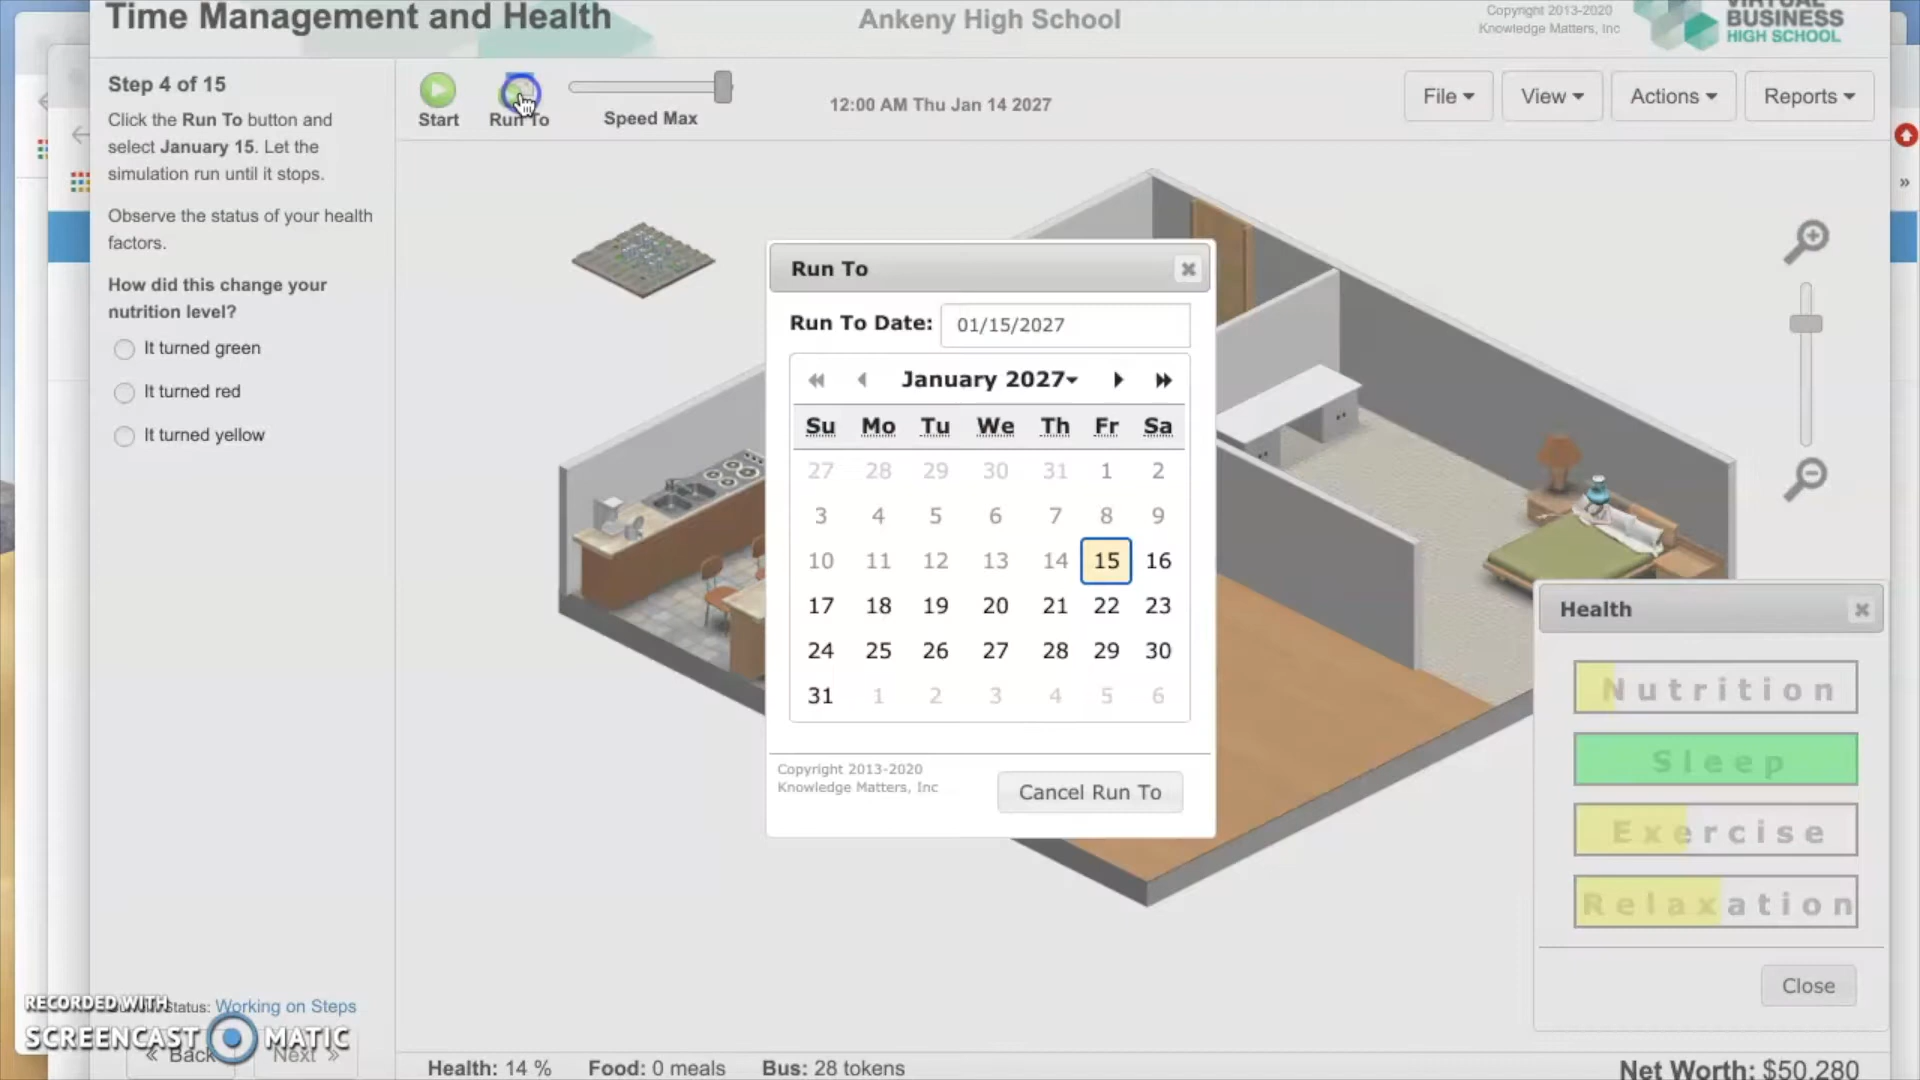 Time Management and Health
Ankeny High School
Copyright 2013-2020
Knowledge Matters, Inc
VIRTUAL
BUSINESS
HIGH SCHOOL
Step 4 of 15
Click the Run To button and
select January 15. Let the
simulation run until it stops.
Observe the status of your health
factors.
How did this change your
nutrition level?
It turned green
It turned red
It turned yellow
Start
Run To
Speed Max
12:00 AM Thu Jan 14 2027
File
View
Actions
Reports
Run To
Run To Date: 01/15/2027
January 2027
Su Mo Tu We Th Fr Sa
27 28 29 30 31 1 2
3 4 5 6 7 8 9
10 11 12 13 14 15 16
17 18 19 20 21 22 23
24 25 26 27 28 29 30
31 1 2 3 4 5 6
Copyright 2013-2020
Knowledge Matters, Inc
Cancel Run To
Health
Nutrition
Sleep
Exercise
Relaxation
Close
Status: Working on Steps
« Back
Next »
RECORDED WITH
SCREENCAST MATIC
Health: 14 %
Food: 0 meals
Bus: 28 tokens
Net Worth: $50,280